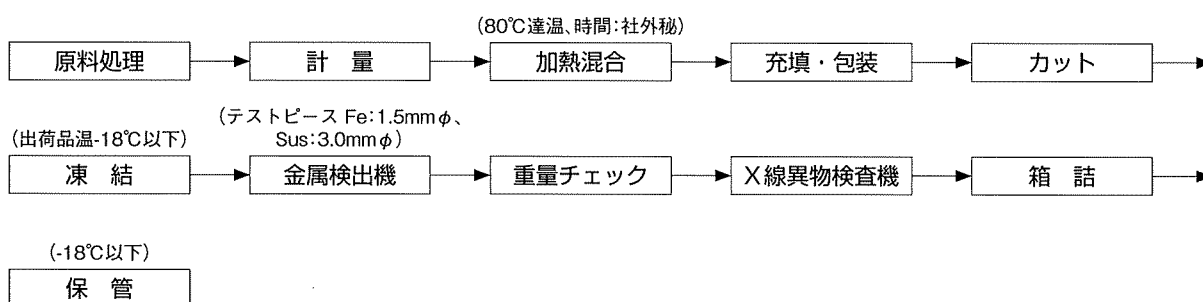 (80℃達温、時間:社外秘)
原料処理
計 量
加熱混合
充填・包装
カット
(出荷品温-18℃以下)
(テストピース Fe:1.5mmφ、
Sus:3.0mmφ)
凍 結
金属検出機
重量チェック
X線異物検査機
箱 詰
(-18℃以下)
保 管